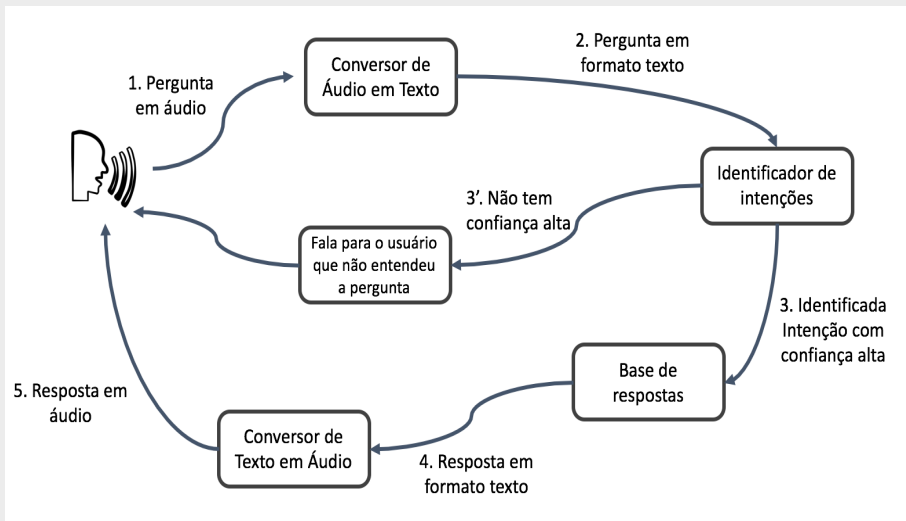 1. Pergunta
em áudio
Conversor de
Áudio em Texto
2. Pergunta em
formato texto
Identificador de
intenções
3’. Não tem
confiança alta
Fala para o usuário
que não entendeu
a pergunta
3. Identificada
Intenção com
confiança alta
Base de
respostas
4. Resposta em
formato texto
Conversor de
Texto em Áudio
5. Resposta em
áudio